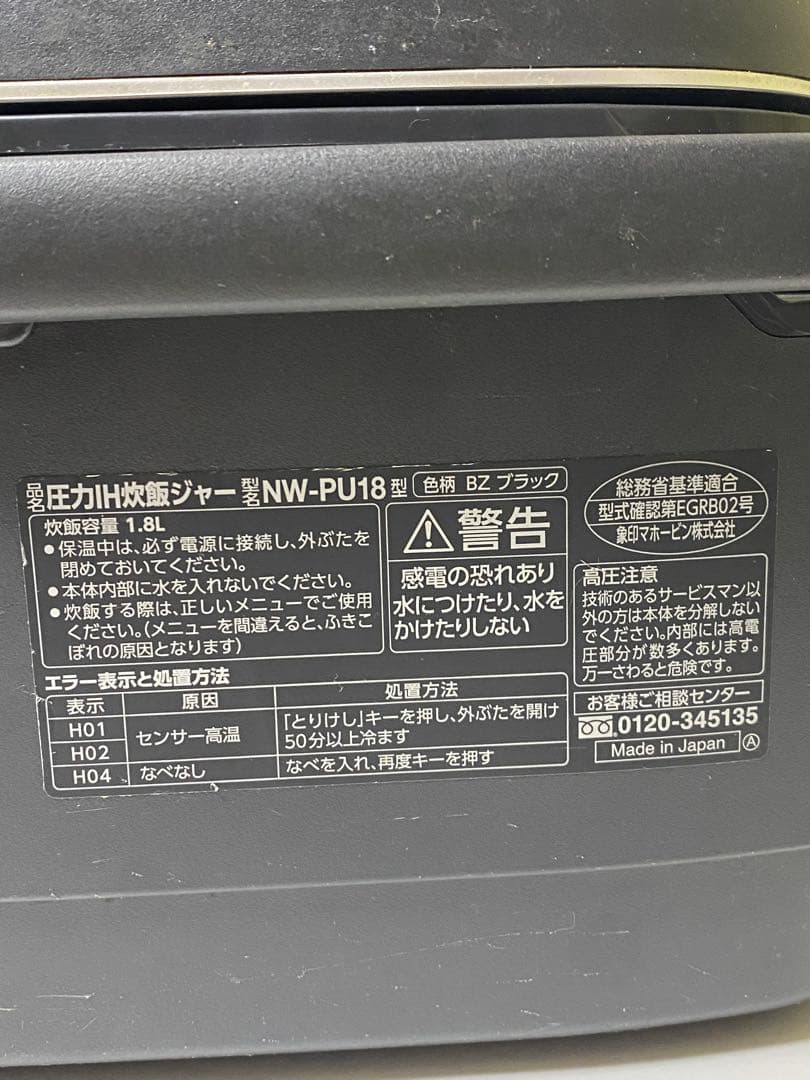 品名 圧力IH炊飯ジャー 型名 NW-PU18型 色柄 BZ ブラック
炊飯容量 1.8L
●保温中は、必ず電源に接続し、外ぶたを
閉めておいてください。
●本体内部に水を入れないでください。
●炊飯する際は、正しいメニューでご使用
ください。(メニューを間違えると、ふきこ
ぼれの原因となります)
警告
感電の恐れあり
水につけたり、水を
かけたりしない
総務省基準適合
型式確認第EGRB02号
象印マホービン株式会社
高圧注意
技術のあるサービスマン以
外の方は本体を分解しない
でください。内部には高電
圧部分が数多くあります。
万一さわると危険です。
エラー表示と処置方法
表示 原因 処置方法
H01
H02
センサー高温
「とりけし」キーを押し、外ぶたを開け
50分以上冷ます
H04 なべなし なべを入れ、再度キーを押す
お客様ご相談センター
0120-345135
Made in Japan Ⓐ